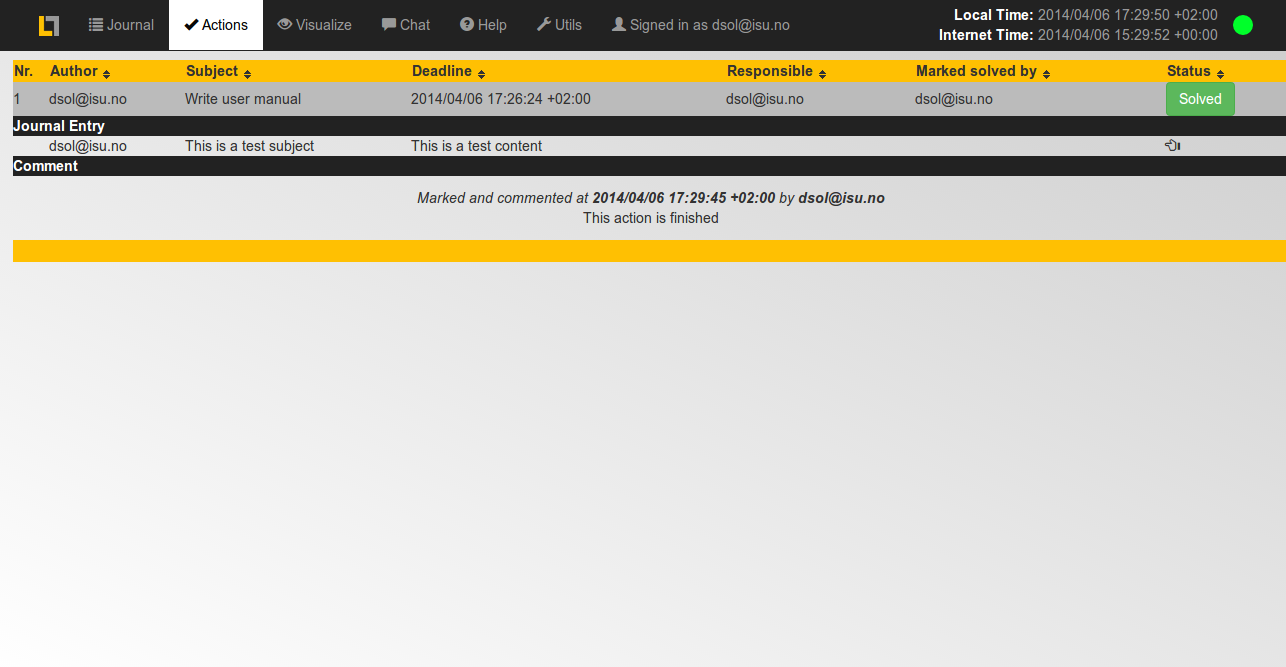 Journal Actions Visualize Chat Help Utils Signed in as dsol@isu.no
Local Time: 2014/04/06 17:29:50 +02:00
Internet Time: 2014/04/06 15:29:52 +00:00
Nr. Author Subject Deadline Responsible Marked solved by Status
1 dsol@isu.no Write user manual 2014/04/06 17:26:24 +02:00 dsol@isu.no dsol@isu.no Solved
Journal Entry
dsol@isu.no This is a test subject This is a test content
Comment
Marked and commented at 2014/04/06 17:29:45 +02:00 by dsol@isu.no
This action is finished